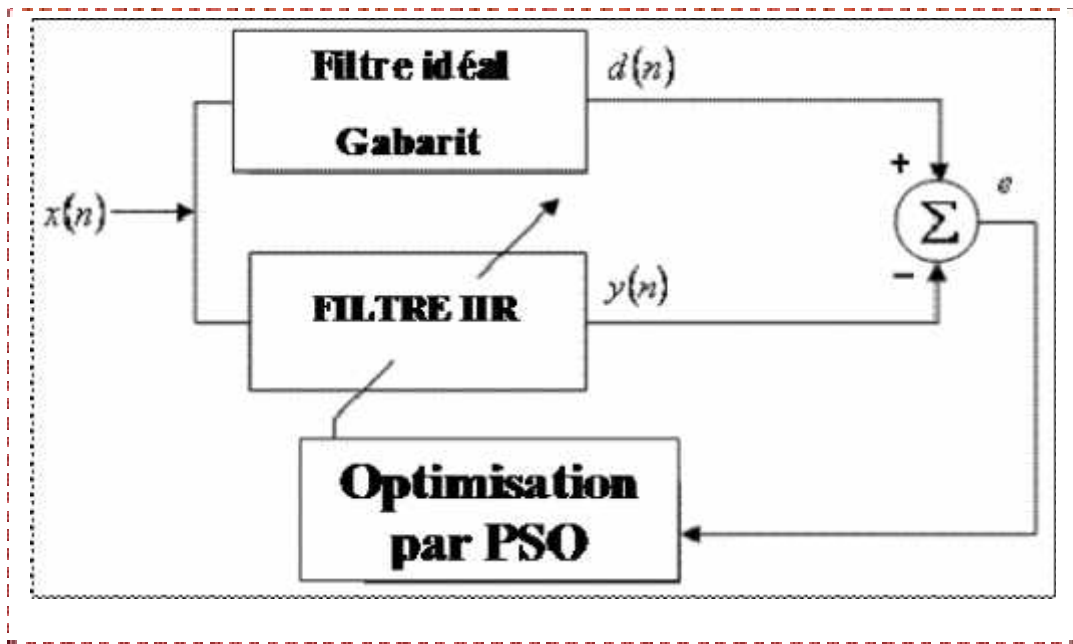 Filtre idéal
Gabarit
d(n)
x(n)
+
Σ
e
−
FILTRE IIR
y(n)
Optimisation
par PSO